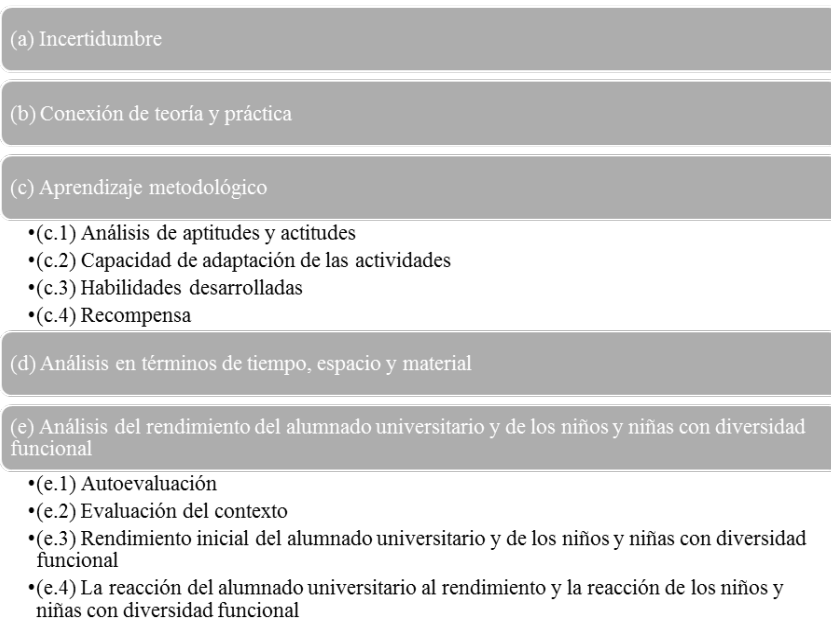 (a) Incertidumbre
(b) Conexión de teoría y práctica
(c) Aprendizaje metodológico
•(c.1) Análisis de aptitudes y actitudes
•(c.2) Capacidad de adaptación de las actividades
•(c.3) Habilidades desarrolladas
•(c.4) Recompensa
(d) Análisis en términos de tiempo, espacio y material
(e) Análisis del rendimiento del alumnado universitario y de los niños y niñas con diversidad
funcional
•(e.1) Autoevaluación
•(e.2) Evaluación del contexto
•(e.3) Rendimiento inicial del alumnado universitario y de los niños y niñas con diversidad
funcional
•(e.4) La reacción del alumnado universitario al rendimiento y la reacción de los niños y
niñas con diversidad funcional